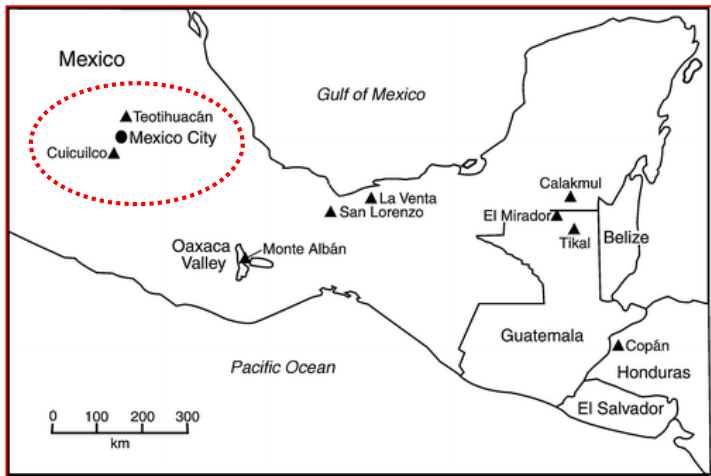 Mexico
Gulf of Mexico
Teotihuacán
Mexico City
Cuicuilco
La Venta
San Lorenzo
Calakmul
El Mirador
Tikal
Belize
Oaxaca
Valley
Monte Albán
Guatemala
Copán
Honduras
El Salvador
Pacific Ocean
0 100 200 300
km